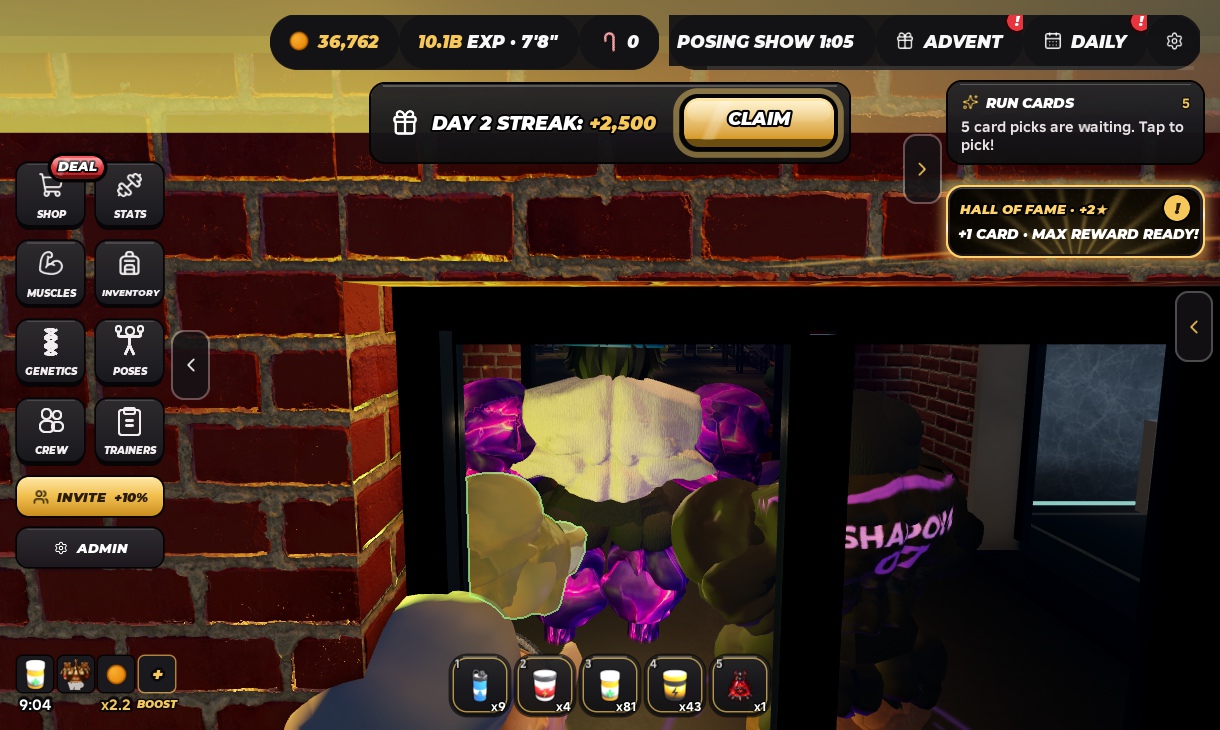 36,762
10.1B EXP · 7'8"
0
POSING SHOW 1:05
! ADVENT
! DAILY
DAY 2 STREAK: +2,500
CLAIM
RUN CARDS 5
5 card picks are waiting. Tap to
pick!
HALL OF FAME · +2★ !
+1 CARD · MAX REWARD READY!
DEAL
SHOP
STATS
MUSCLES
INVENTORY
GENETICS
POSES
CREW
TRAINERS
INVITE +10%
ADMIN
SHADOW
07
9:04
x2.2
+
BOOST
1 x9
2 x4
3 x81
4 x43
5 x1